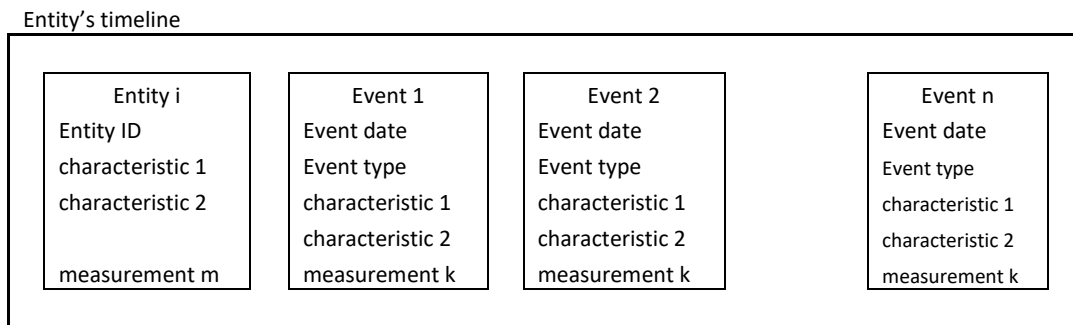 Entity’s timeline
Entity i
Entity ID
characteristic 1
characteristic 2
measurement m
Event 1
Event date
Event type
characteristic 1
characteristic 2
measurement k
Event 2
Event date
Event type
characteristic 1
characteristic 2
measurement k
Event n
Event date
Event type
characteristic 1
characteristic 2
measurement k